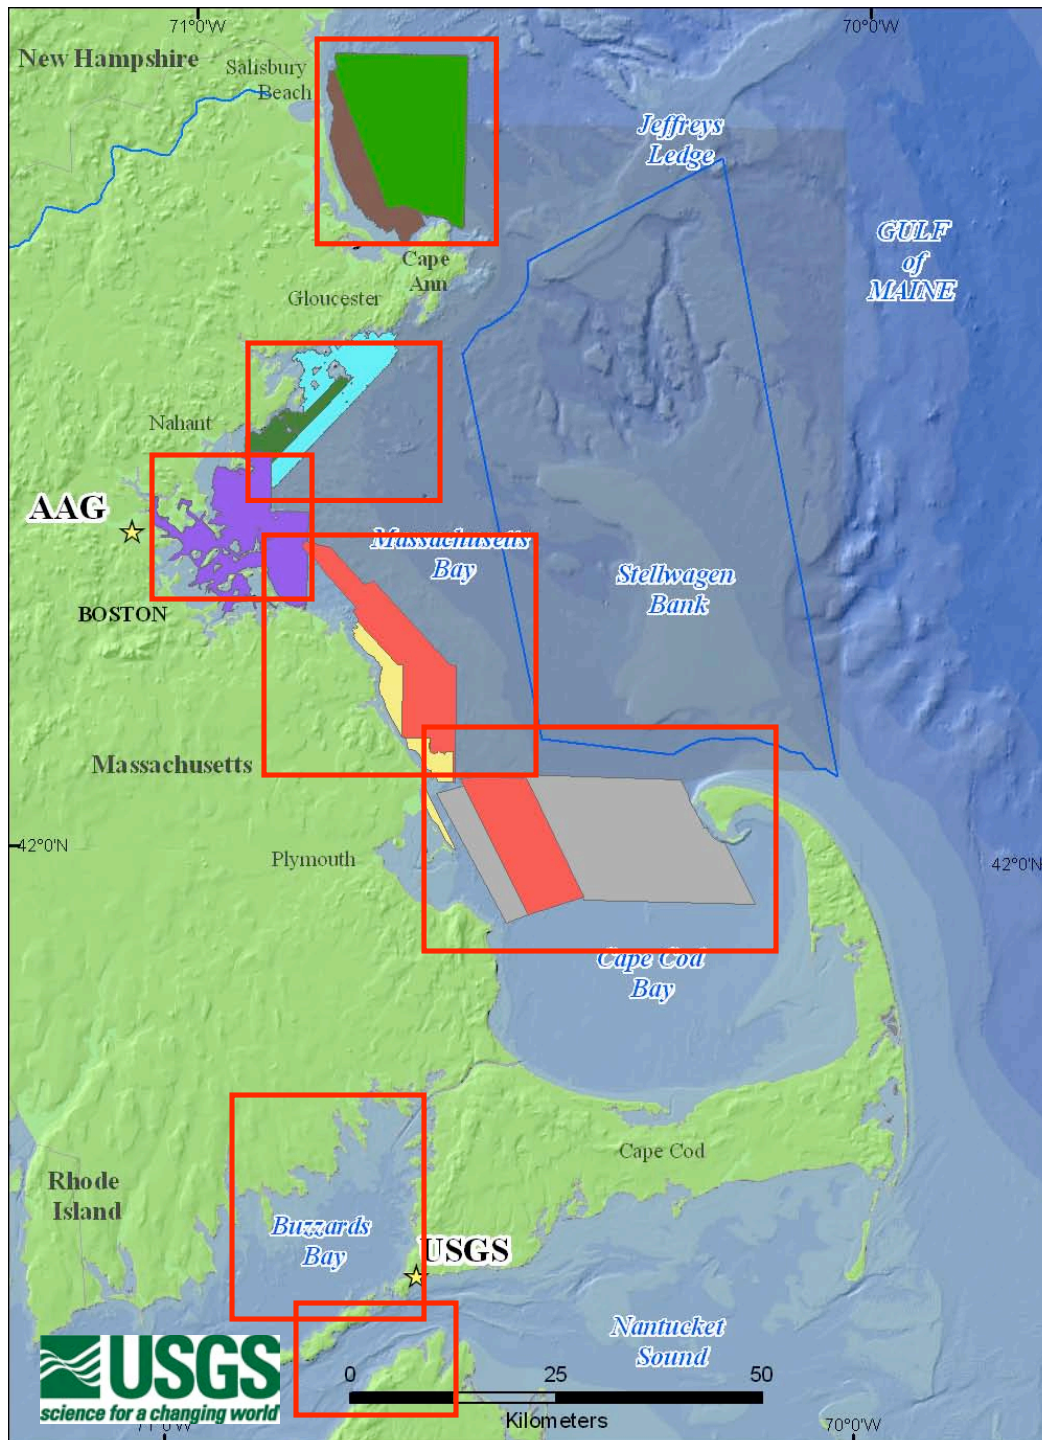 71°0'W
70°0'W
New Hampshire
Salisbury
Beach
Jeffreys
Ledge
GULF
of
MAINE
Cape
Ann
Gloucester
Nahant
AAG
Massachusetts
Bay
Stellwagen
Bank
BOSTON
Massachusetts
42°0'N
Plymouth
42°0'N
Cape Cod
Bay
Cape Cod
Rhode
Island
Buzzards
Bay
USGS
Nantucket
Sound
USGS
science for a changing world
0 25 50
Kilometers
71°0'W
70°0'W